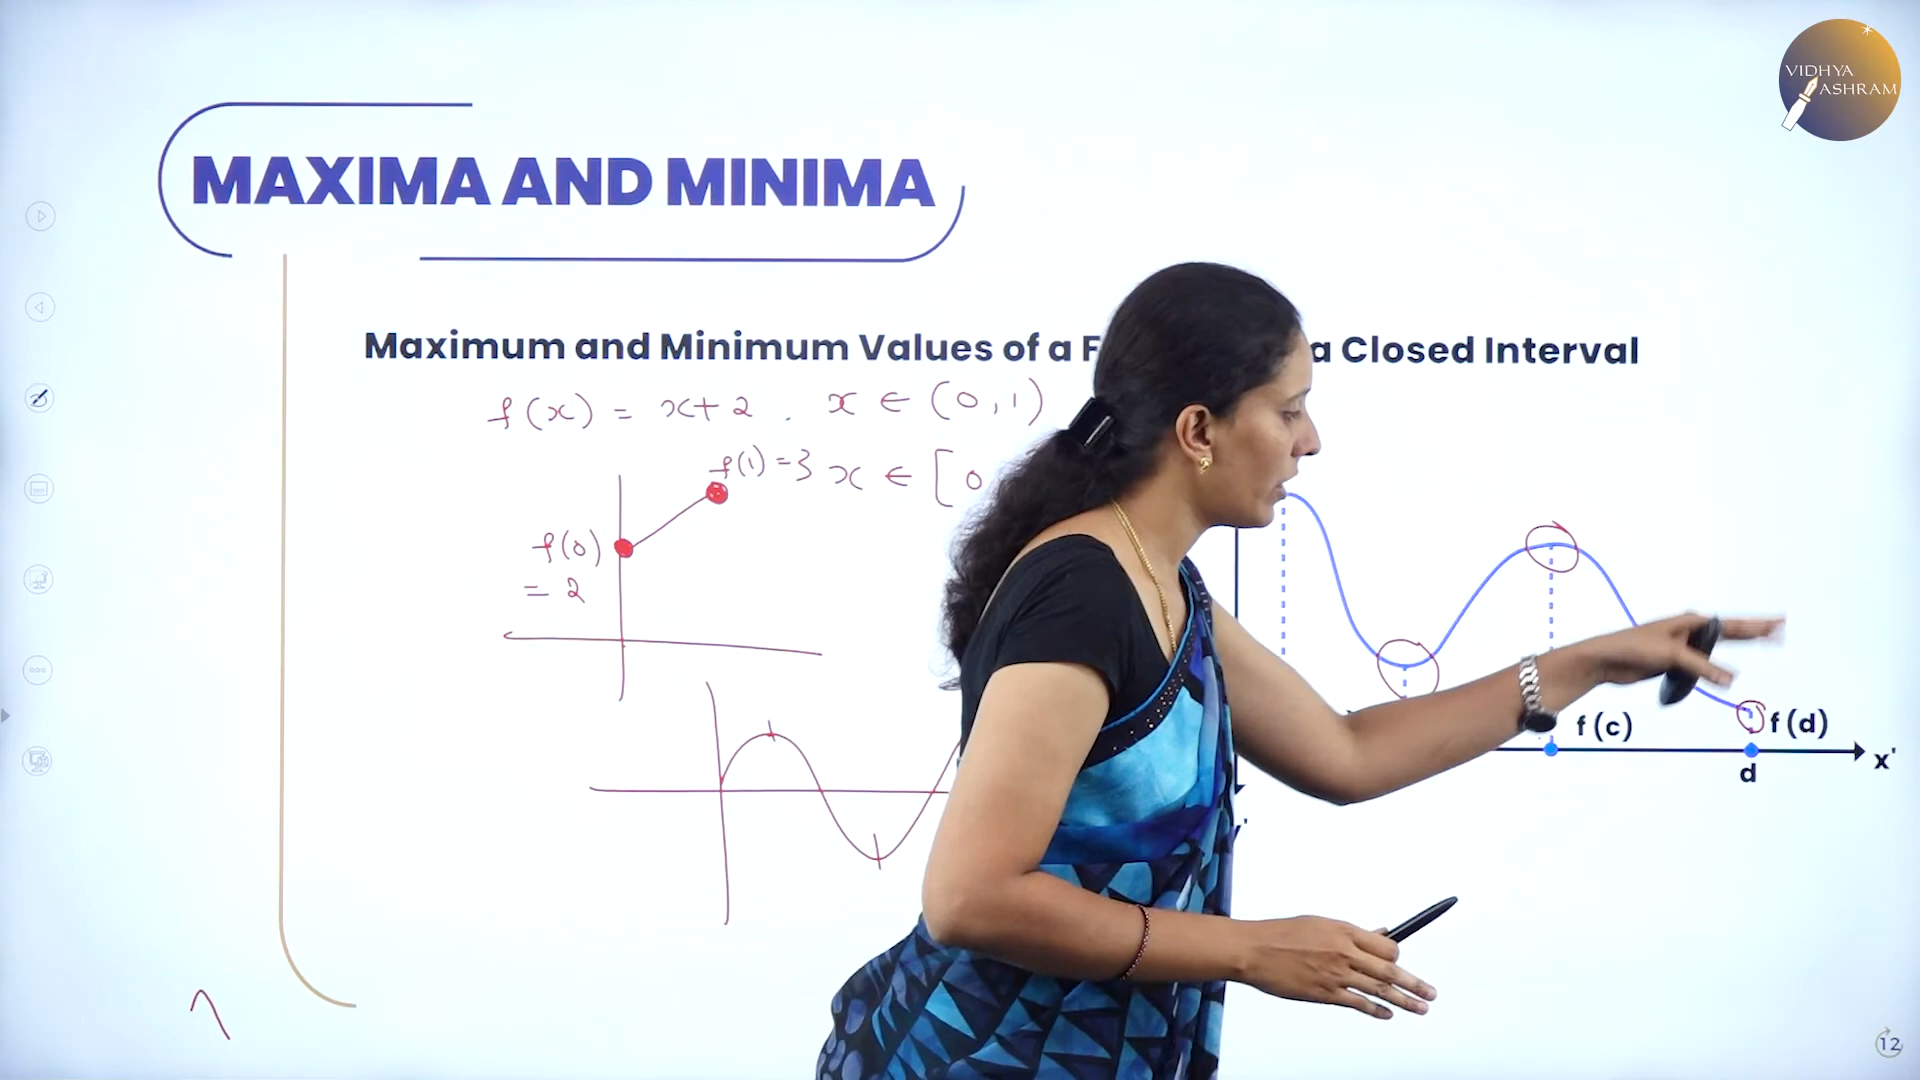 VIDHYA
ASHRAM
MAXIMA AND MINIMA
Maximum and Minimum Values of a a Closed Interval
f(x) = x+2 . x ∈ (0,1)
f(1)=3 x ∈ [0
f(0)
= 2
f(c)
f(d)
x'
d
12